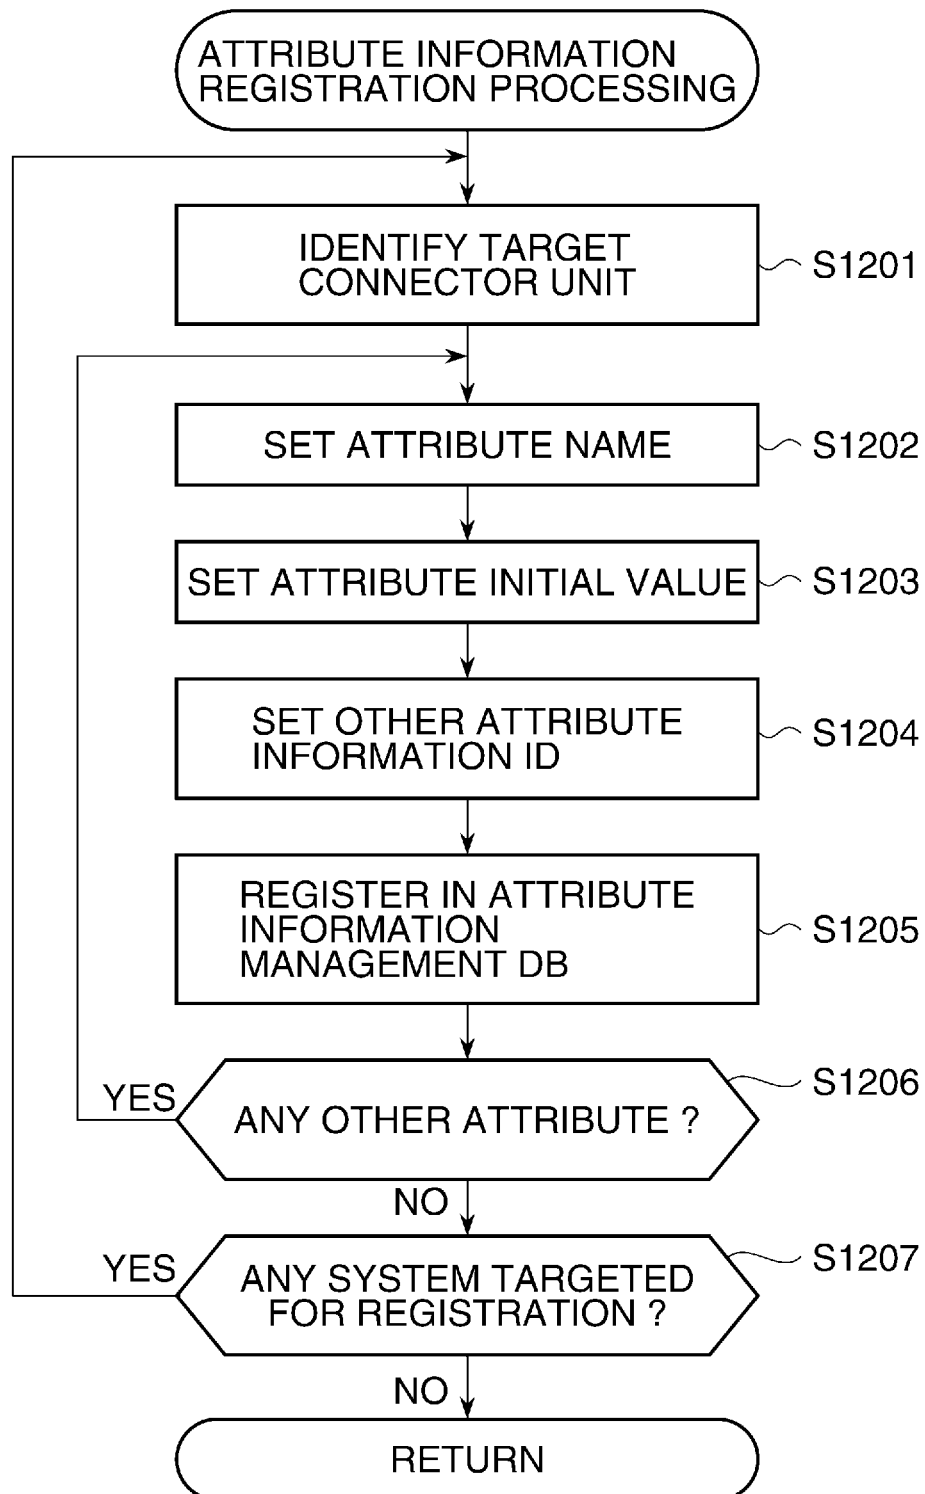 ATTRIBUTE INFORMATION
REGISTRATION PROCESSING
IDENTIFY TARGET
CONNECTOR UNIT
S1201
SET ATTRIBUTE NAME
S1202
SET ATTRIBUTE INITIAL VALUE
S1203
SET OTHER ATTRIBUTE
INFORMATION ID
S1204
REGISTER IN ATTRIBUTE
INFORMATION
MANAGEMENT DB
S1205
YES
ANY OTHER ATTRIBUTE ?
S1206
NO
YES
ANY SYSTEM TARGETED
FOR REGISTRATION ?
S1207
NO
RETURN